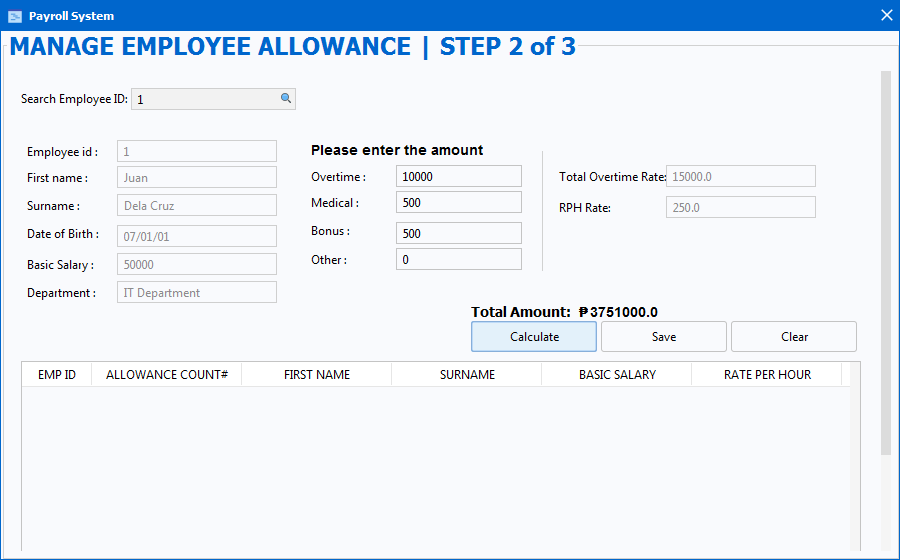 Payroll System
MANAGE EMPLOYEE ALLOWANCE | STEP 2 of 3
Search Employee ID: 1
Employee id : 1
First name : Juan
Surname : Dela Cruz
Date of Birth : 07/01/01
Basic Salary : 50000
Department : IT Department
Please enter the amount
Overtime : 10000
Medical : 500
Bonus : 500
Other : 0
Total Overtime Rate: 15000.0
RPH Rate: 250.0
Total Amount: ₱3751000.0
Calculate Save Clear
EMP ID ALLOWANCE COUNT# FIRST NAME SURNAME BASIC SALARY RATE PER HOUR